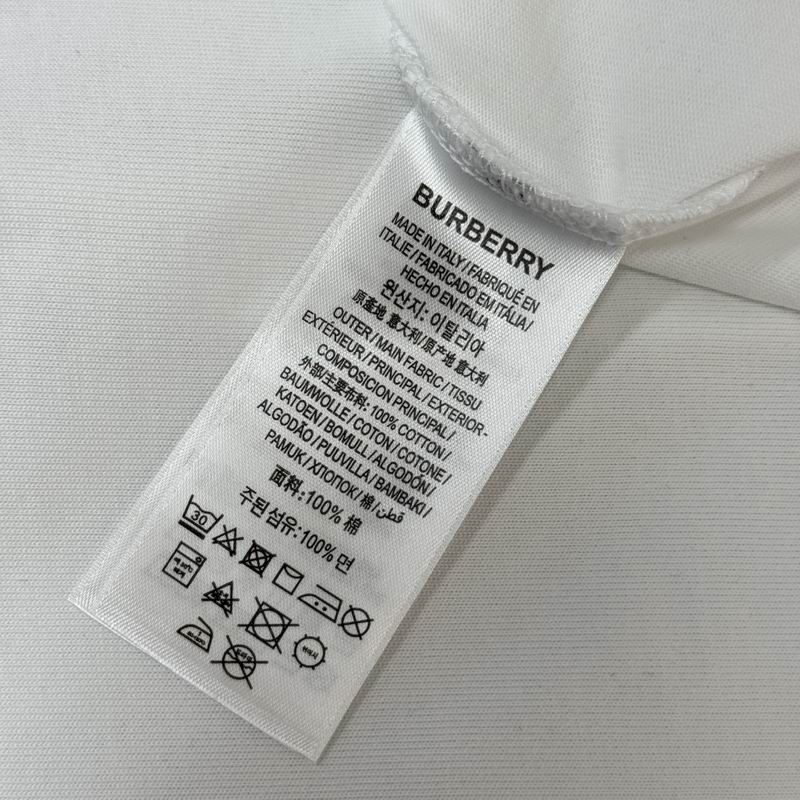 BURBERRY
MADE IN ITALY / FABRIQUÉ EN
ITALIE / FABRICADO EM ITÁLIA /
HECHO EN ITALIA
원산지: 이탈리아
原產地 意大利/原产地 意大利
OUTER / MAIN FABRIC / TISSU
EXTÉRIEUR / PRINCIPAL / EXTERIOR-
COMPOSICION PRINCIPAL /
外部/主要布料: 100% COTTON /
BAUMWOLLE / COTON / COTONE /
KATOEN / BOMULL / ALGODÓN /
ALGODÃO / PUUVILLA / BAMBAKI /
PAMUK / ХЛОПОК / 棉 / قطن
面料:100% 棉
주된 섬유:100% 면
30